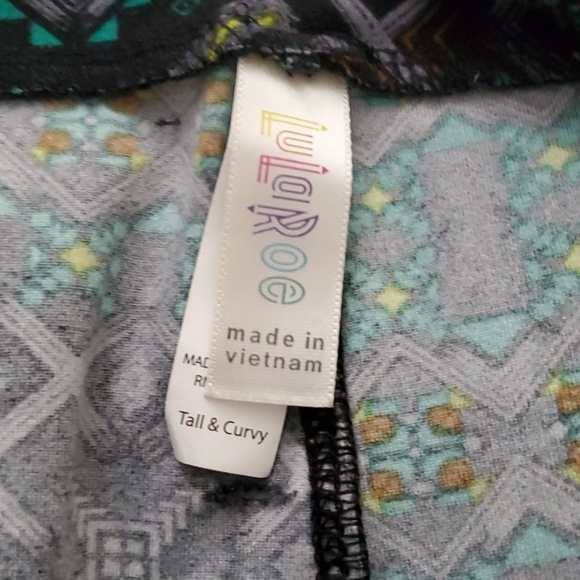 LuLaRoe
made in
vietnam
Tall & Curvy